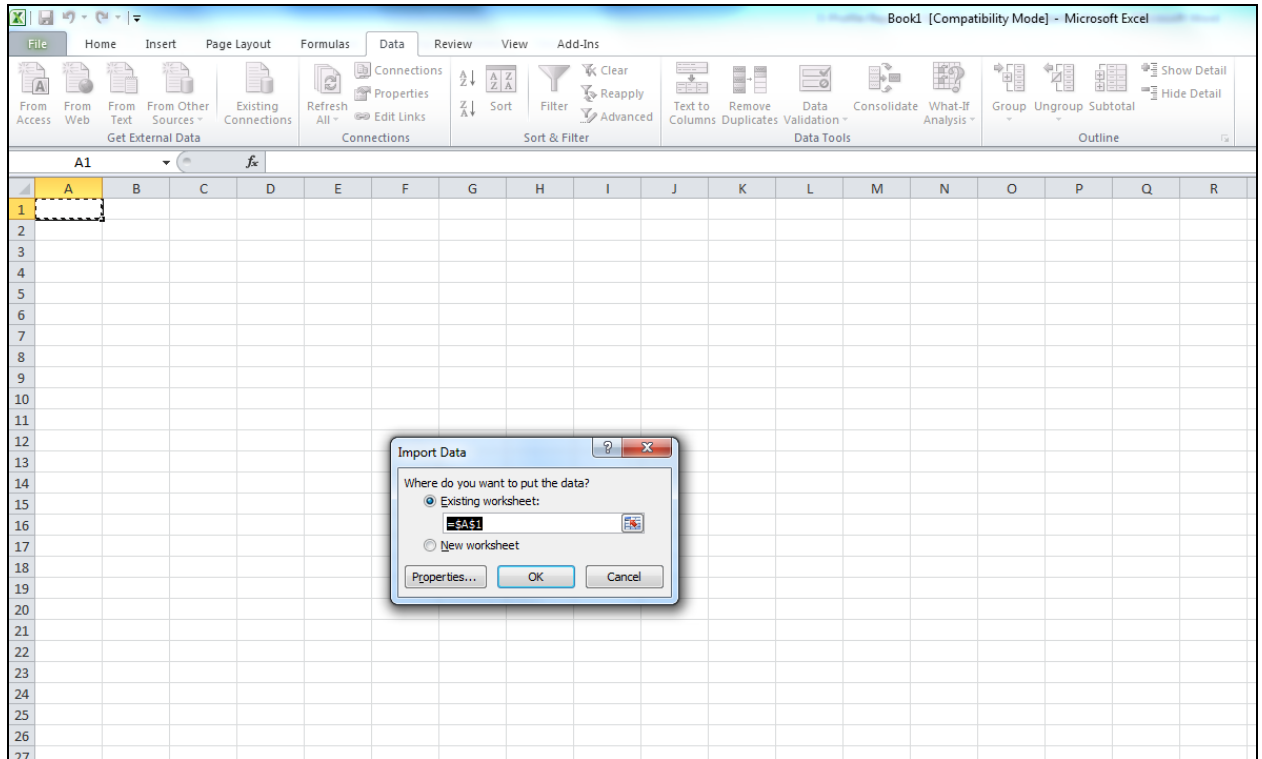 Book1 [Compatibility Mode] - Microsoft Excel
File Home Insert Page Layout Formulas Data Review View Add-Ins
From Access From Web From Text From Other Sources Existing Connections
Get External Data
Refresh All Connections Properties Edit Links
Connections
Sort Filter Clear Reapply Advanced
Sort & Filter
Text to Columns Remove Duplicates Data Validation Consolidate What-If Analysis
Data Tools
Group Ungroup Subtotal Show Detail Hide Detail
Outline
A1 fx
A B C D E F G H I J K L M N O P Q R
1
2
3
4
5
6
7
8
9
10
11
12
13
14
15
16
17
18
19
20
21
22
23
24
25
26
27
Import Data
Where do you want to put the data?
Existing worksheet:
=$A$1
New worksheet
Properties... OK Cancel